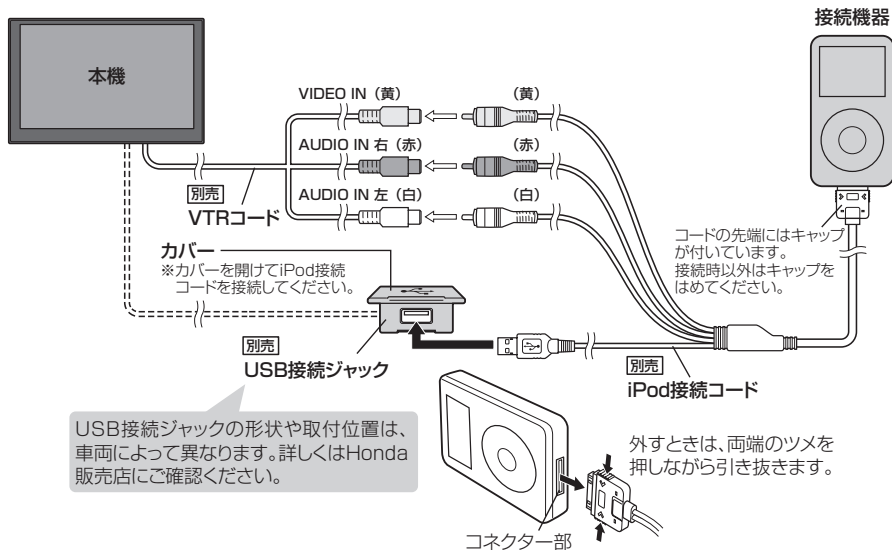 接続機器
本機
VIDEO IN（黄）
（黄）
AUDIO IN 右（赤）
（赤）
AUDIO IN 左（白）
（白）
別売
VTRコード
コードの先端にはキャップ
が付いています。
接続時以外はキャップを
はめてください。
カバー
※カバーを開けてiPod接続
コードを接続してください。
別売
USB接続ジャック
別売
iPod接続コード
USB接続ジャックの形状や取付位置は、
車両によって異なります。詳しくはHonda
販売店にご確認ください。
外すときは、両端のツメを
押しながら引き抜きます。
コネクター部